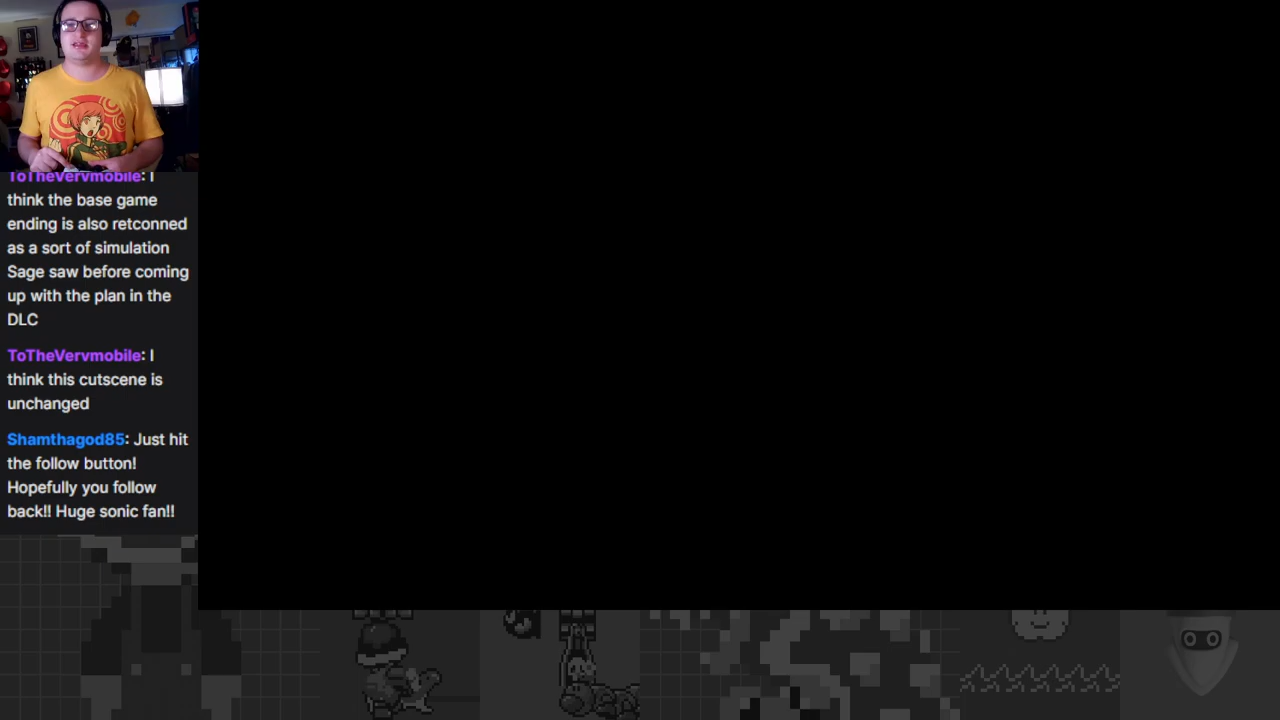 ToTheVervmobile: I
think the base game
ending is also retconned
as a sort of simulation
Sage saw before coming
up with the plan in the
DLC
ToTheVervmobile: I
think this cutscene is
unchanged
Shamthagod85: Just hit
the follow button!
Hopefully you follow
back!! Huge sonic fan!!